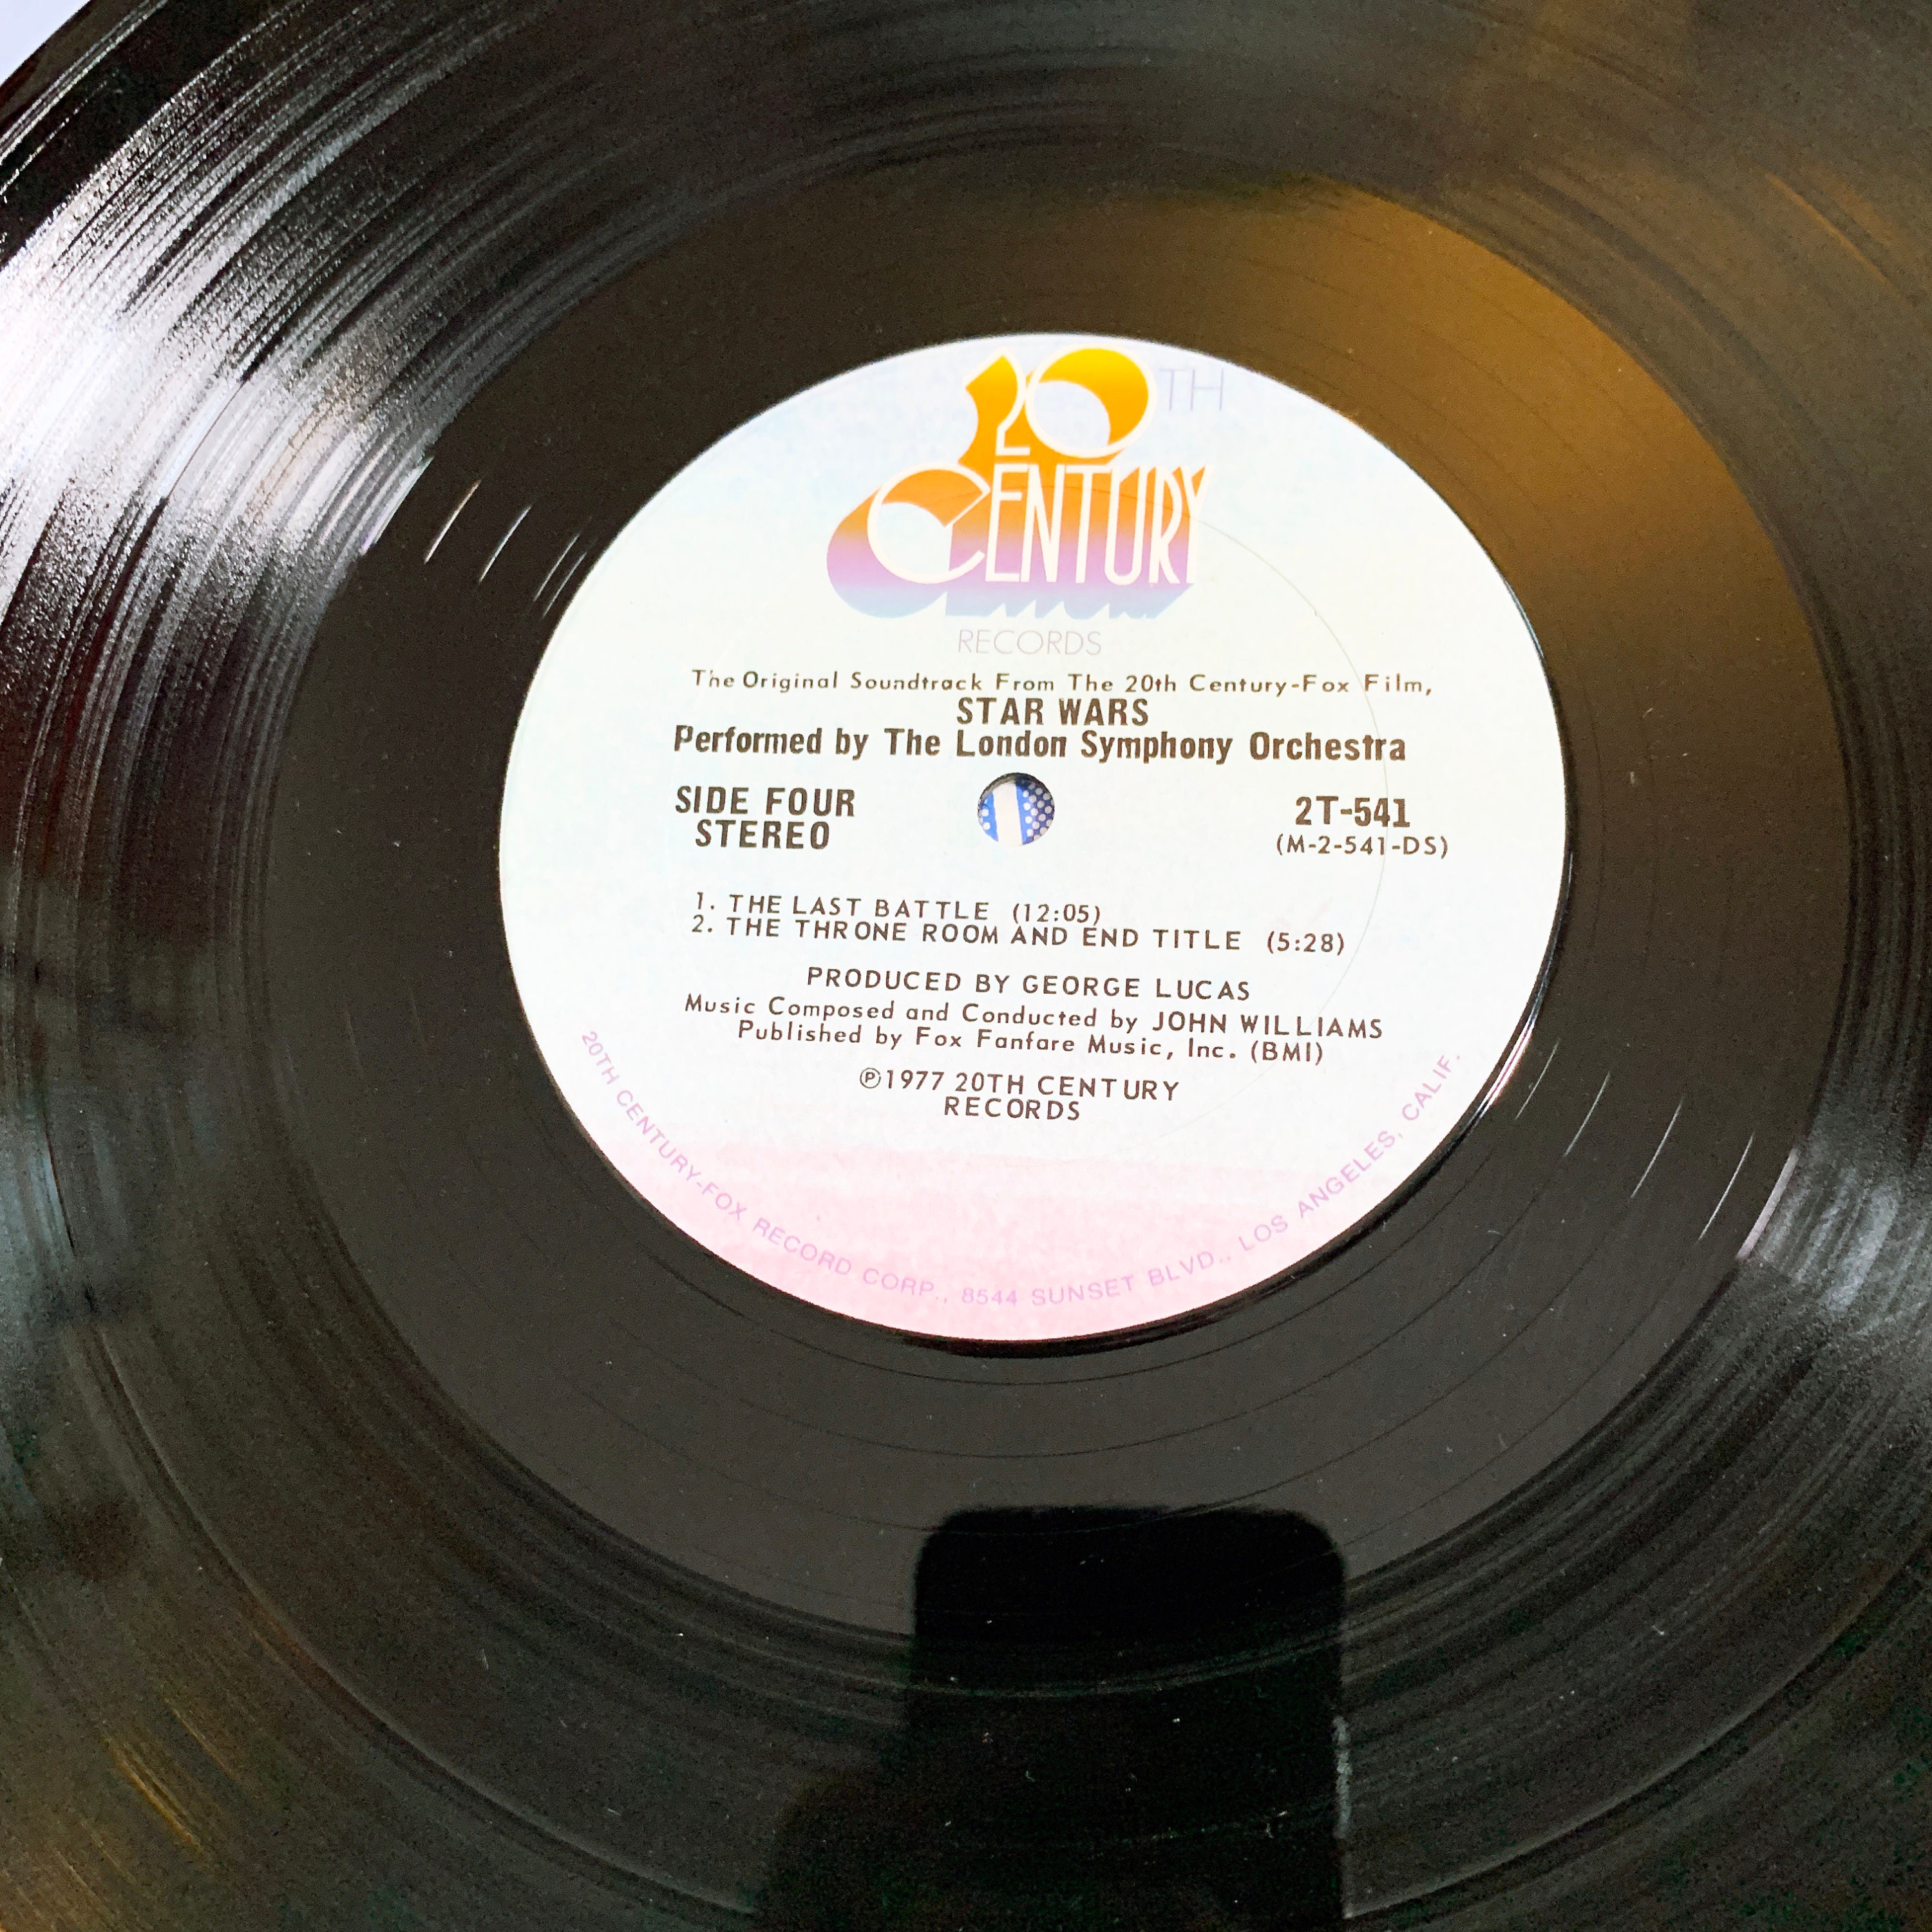 20TH
CENTURY
RECORDS
The Original Soundtrack From The 20th Century-Fox Film,
STAR WARS
Performed by The London Symphony Orchestra
SIDE FOUR
STEREO
2T-541
(M-2-541-DS)
1. THE LAST BATTLE (12:05)
2. THE THRONE ROOM AND END TITLE (5:28)
PRODUCED BY GEORGE LUCAS
Music Composed and Conducted by JOHN WILLIAMS
Published by Fox Fanfare Music, Inc. (BMI)
℗1977 20TH CENTURY
RECORDS
20TH CENTURY-FOX RECORD CORP., 8544 SUNSET BLVD., LOS ANGELES, CALIF.